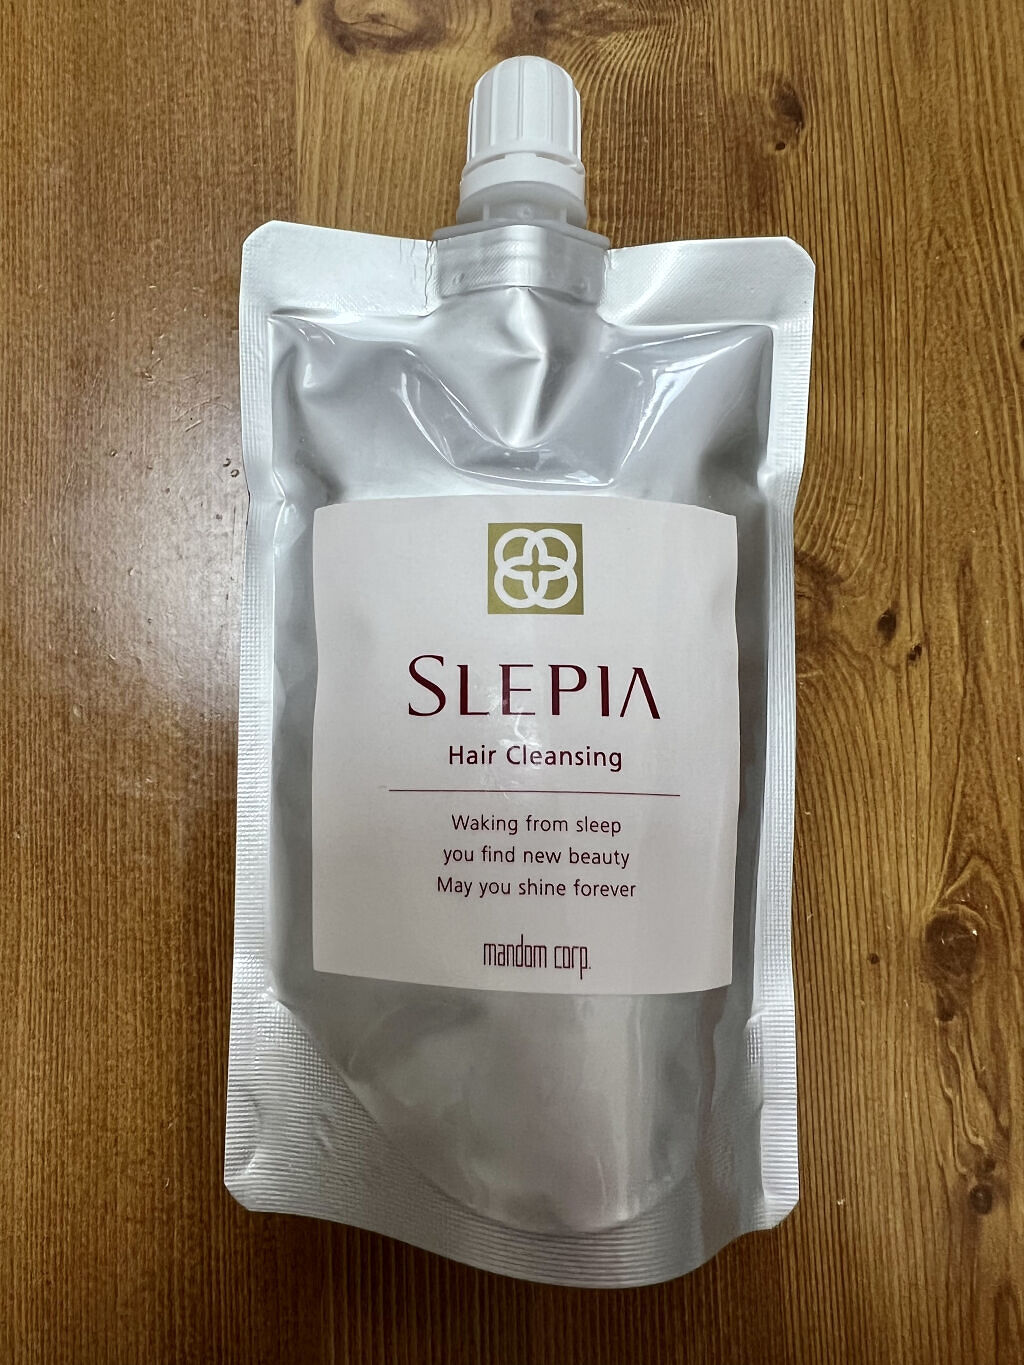 SLEPIA
Hair Cleansing
Waking from sleep
you find new beauty
May you shine forever
mandom corp.